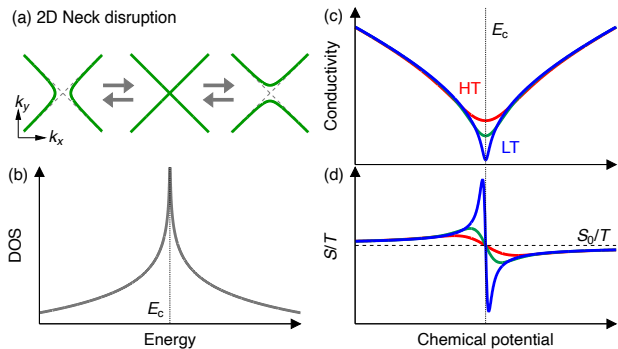 (a) 2D Neck disruption
k_y
k_x
(b)
DOS
E_c
Energy
(c)
E_c
Conductivity
HT
LT
(d)
S/T
S_0/T
Chemical potential